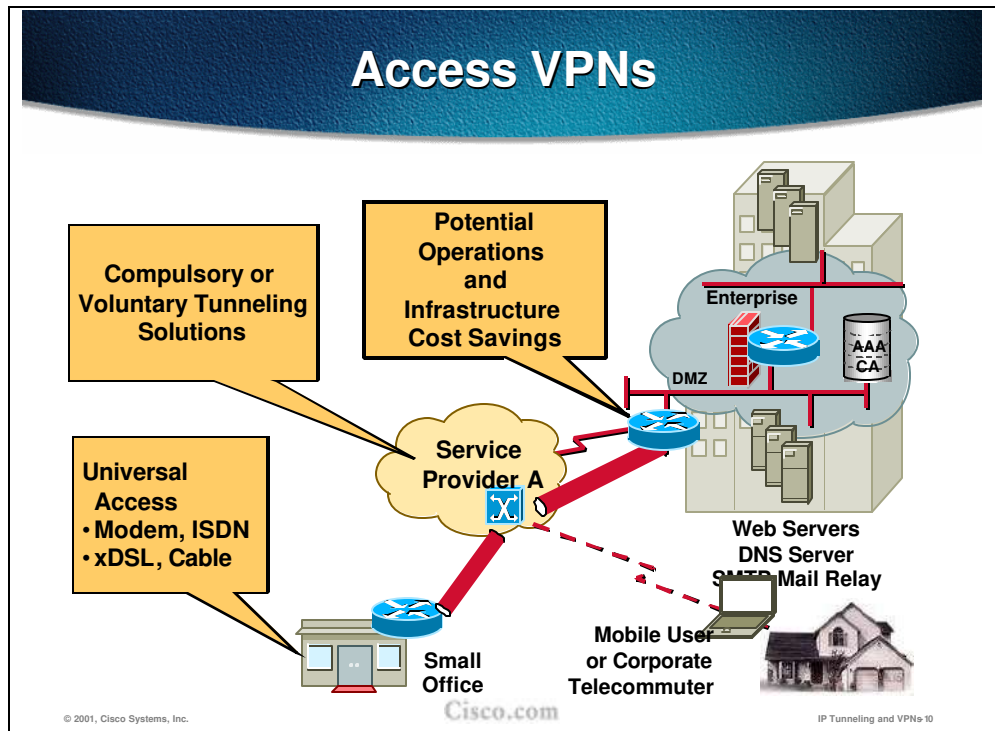 Access VPNs
Potential
Operations
and
Infrastructure
Cost Savings
Compulsory or
Voluntary Tunneling
Solutions
Enterprise
AAA
CA
DMZ
Service
Provider A
Universal
Access
• Modem, ISDN
• xDSL, Cable
Web Servers
DNS Server
SMTP Mail Relay
Small
Office
Mobile User
or Corporate
Telecommuter
© 2001, Cisco Systems, Inc.
Cisco.com
IP Tunneling and VPNs-10